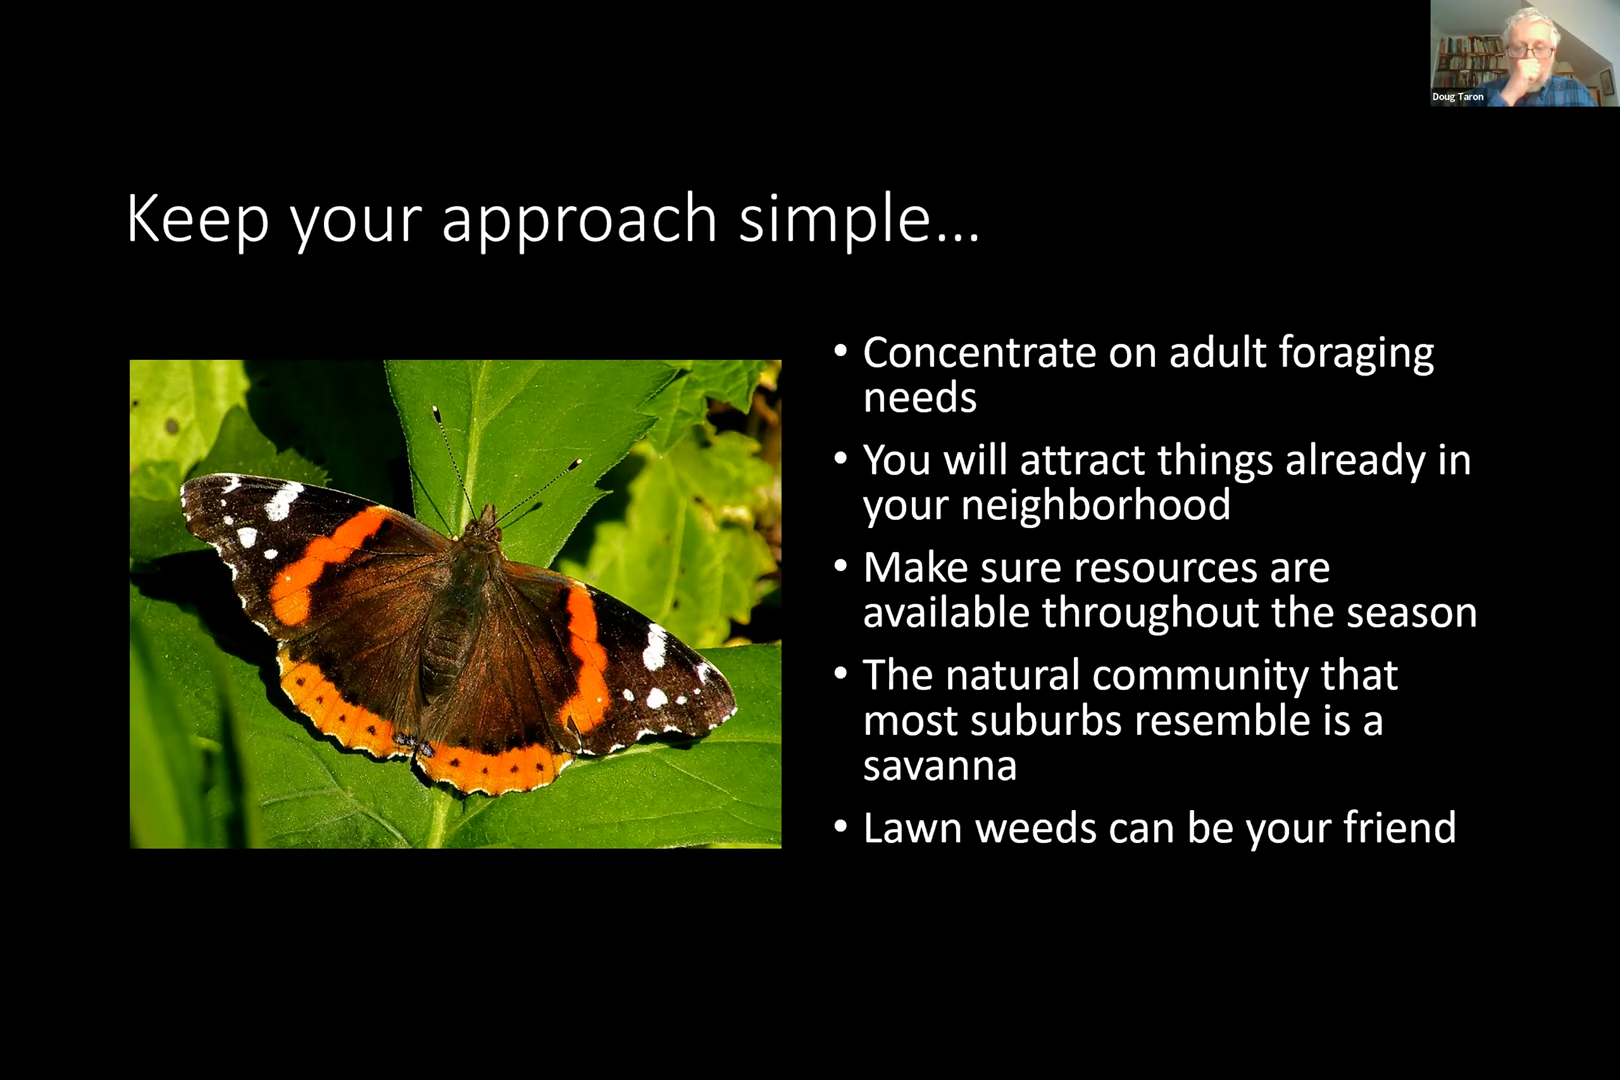 Doug Taron
Keep your approach simple...
• Concentrate on adult foraging
needs
• You will attract things already in
your neighborhood
• Make sure resources are
available throughout the season
• The natural community that
most suburbs resemble is a
savanna
• Lawn weeds can be your friend